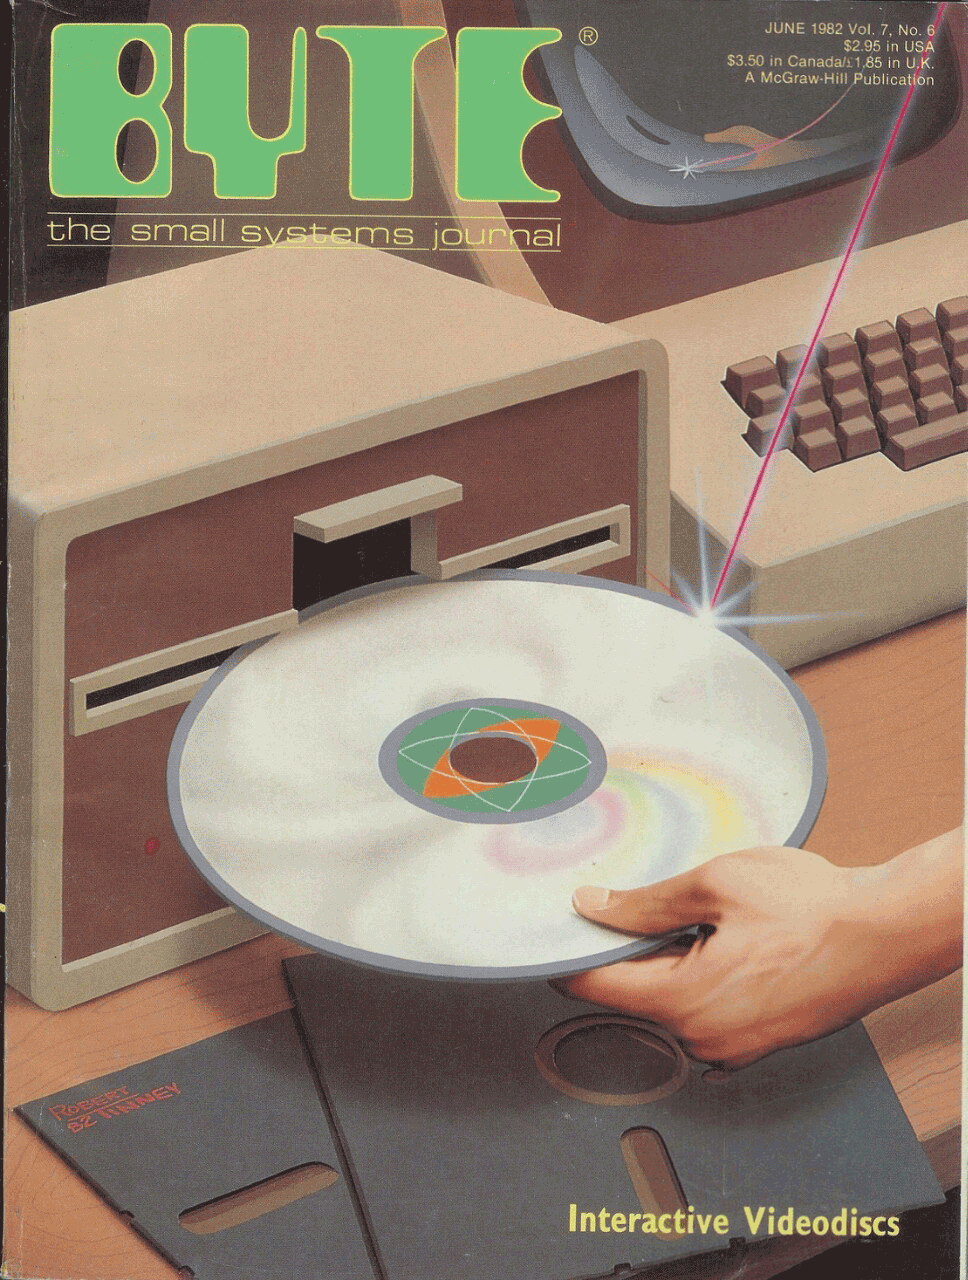 BYTE®
JUNE 1982 Vol. 7, No. 6
$2.95 in USA
$3.50 in Canada/£1.85 in U.K.
A McGraw-Hill Publication
the small systems journal
ROBERT
82 TINNEY
Interactive Videodiscs